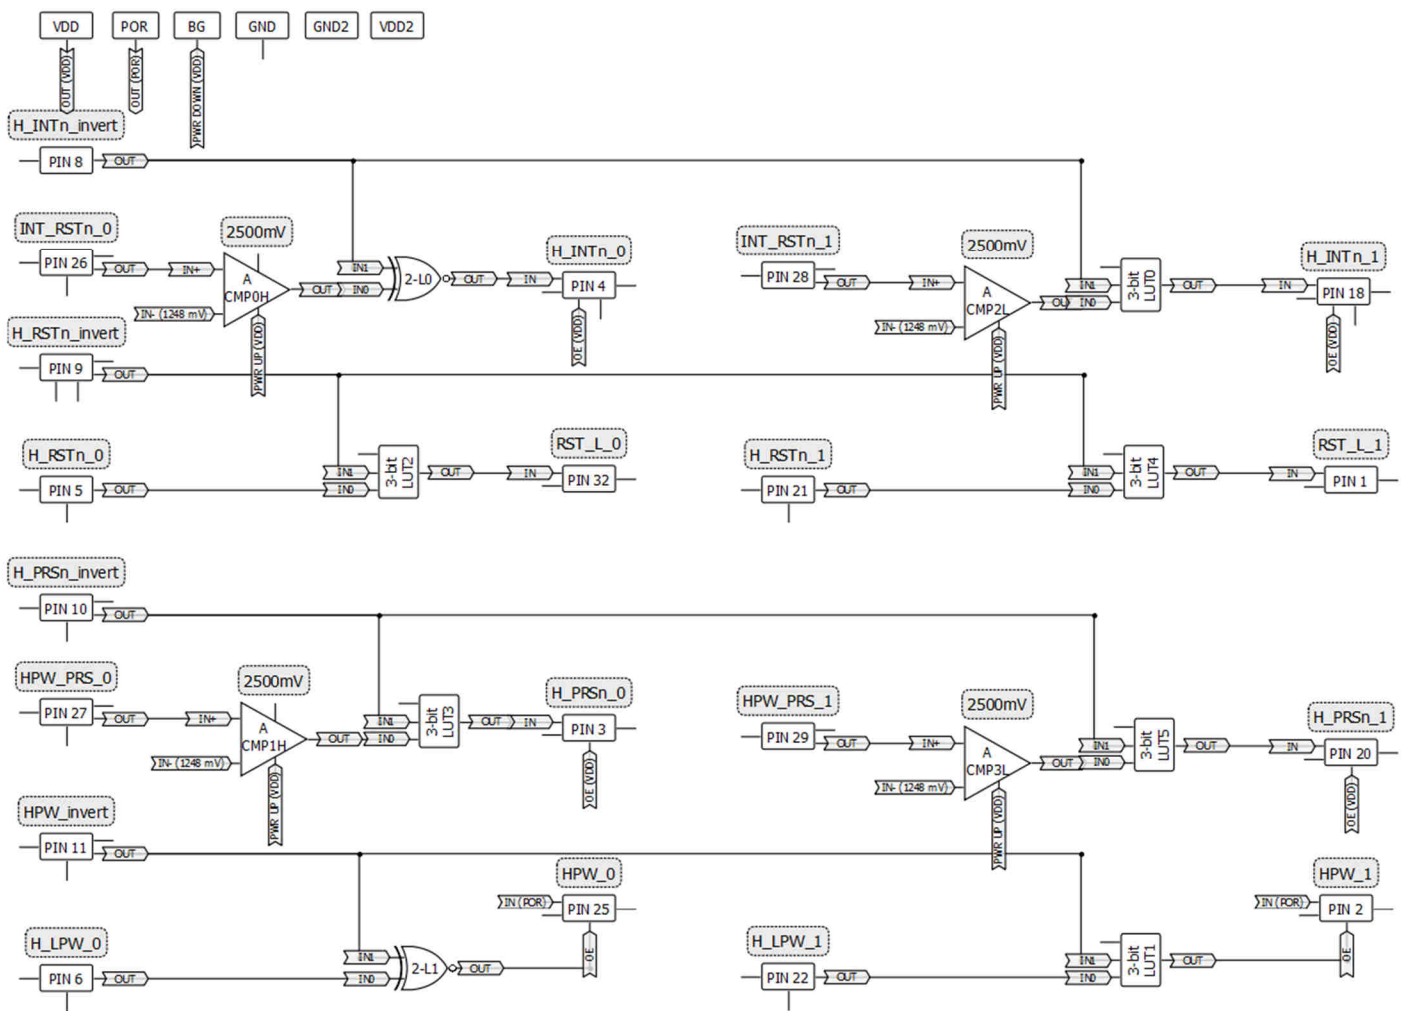 VDD POR BG GND GND2 VDD2
OUT (VDD) OUT (POR) PWR DOWN (VDD)
H_INTn_invert
PIN 8 OUT
INT_RSTn_0 2500mV H_INTn_0 INT_RSTn_1 2500mV H_INTn_1
PIN 26 OUT IN+ A CMP0H OUT IN1 IN0 2-L0 OUT IN PIN 4 PIN 28 OUT IN+ A CMP2L OU IN1 IN0 3-bit LUT0 OUT IN PIN 18
IN- (1248 mV) PWR UP (VDD) OE (VDD) IN- (1248 mV) PWR UP (VDD) OE (VDD)
H_RSTn_invert
PIN 9 OUT
H_RSTn_0 RST_L_0 H_RSTn_1 RST_L_1
PIN 5 OUT IN1 IN0 3-bit LUT2 OUT IN PIN 32 PIN 21 OUT IN1 IN0 3-bit LUT4 OUT IN PIN 1
H_PRSn_invert
PIN 10 OUT
HPW_PRS_0 2500mV H_PRSn_0 HPW_PRS_1 2500mV H_PRSn_1
PIN 27 OUT IN+ A CMP1H OUT IN1 IN0 3-bit LUT3 OUT IN PIN 3 PIN 29 OUT IN+ A CMP3L OUT IN1 IN0 3-bit LUT5 OUT IN PIN 20
IN- (1248 mV) PWR UP (VDD) OE (VDD) IN- (1248 mV) PWR UP (VDD) OE (VDD)
HPW_invert
PIN 11 OUT
HPW_0 HPW_1
IN (POR) PIN 25 OE IN (POR) PIN 2 OE
H_LPW_0 H_LPW_1
PIN 6 OUT IN1 IN0 2-L1 OUT PIN 22 OUT IN1 IN0 3-bit LUT1 OUT